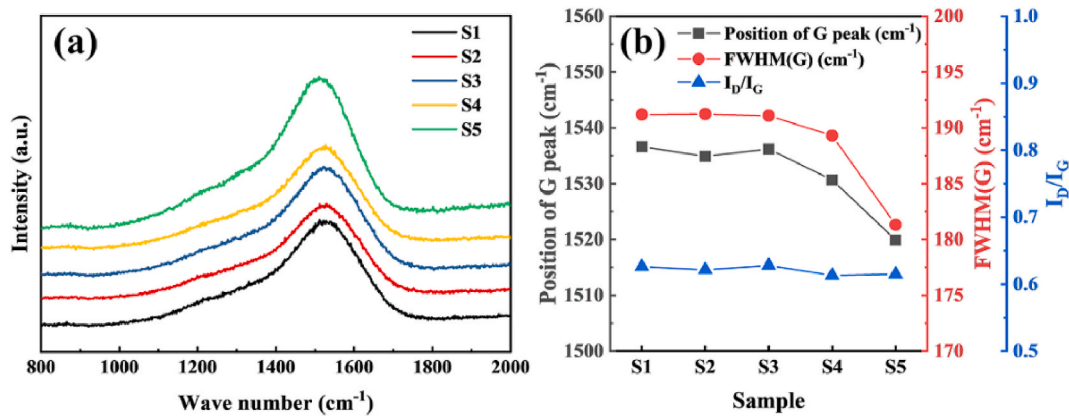 (a)
S1
S2
S3
S4
S5
Intensity (a.u.)
800 1000 1200 1400 1600 1800 2000
Wave number (cm⁻¹)
(b)
Position of G peak (cm⁻¹)
FWHM(G) (cm⁻¹)
I_D/I_G
Position of G peak (cm⁻¹)
1560
1550
1540
1530
1520
1510
1500
200
195
190
185
180
175
170
FWHM(G) (cm⁻¹)
1.0
0.9
0.8
0.7
0.6
0.5
I_D/I_G
S1 S2 S3 S4 S5
Sample